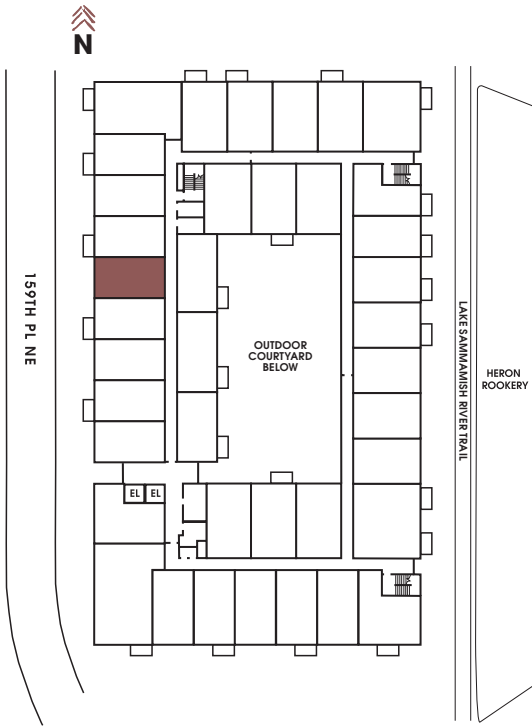 N
159TH PL NE
OUTDOOR
COURTYARD
BELOW
LAKE SAMMAMISH RIVER TRAIL
HERON
ROOKERY
EL EL